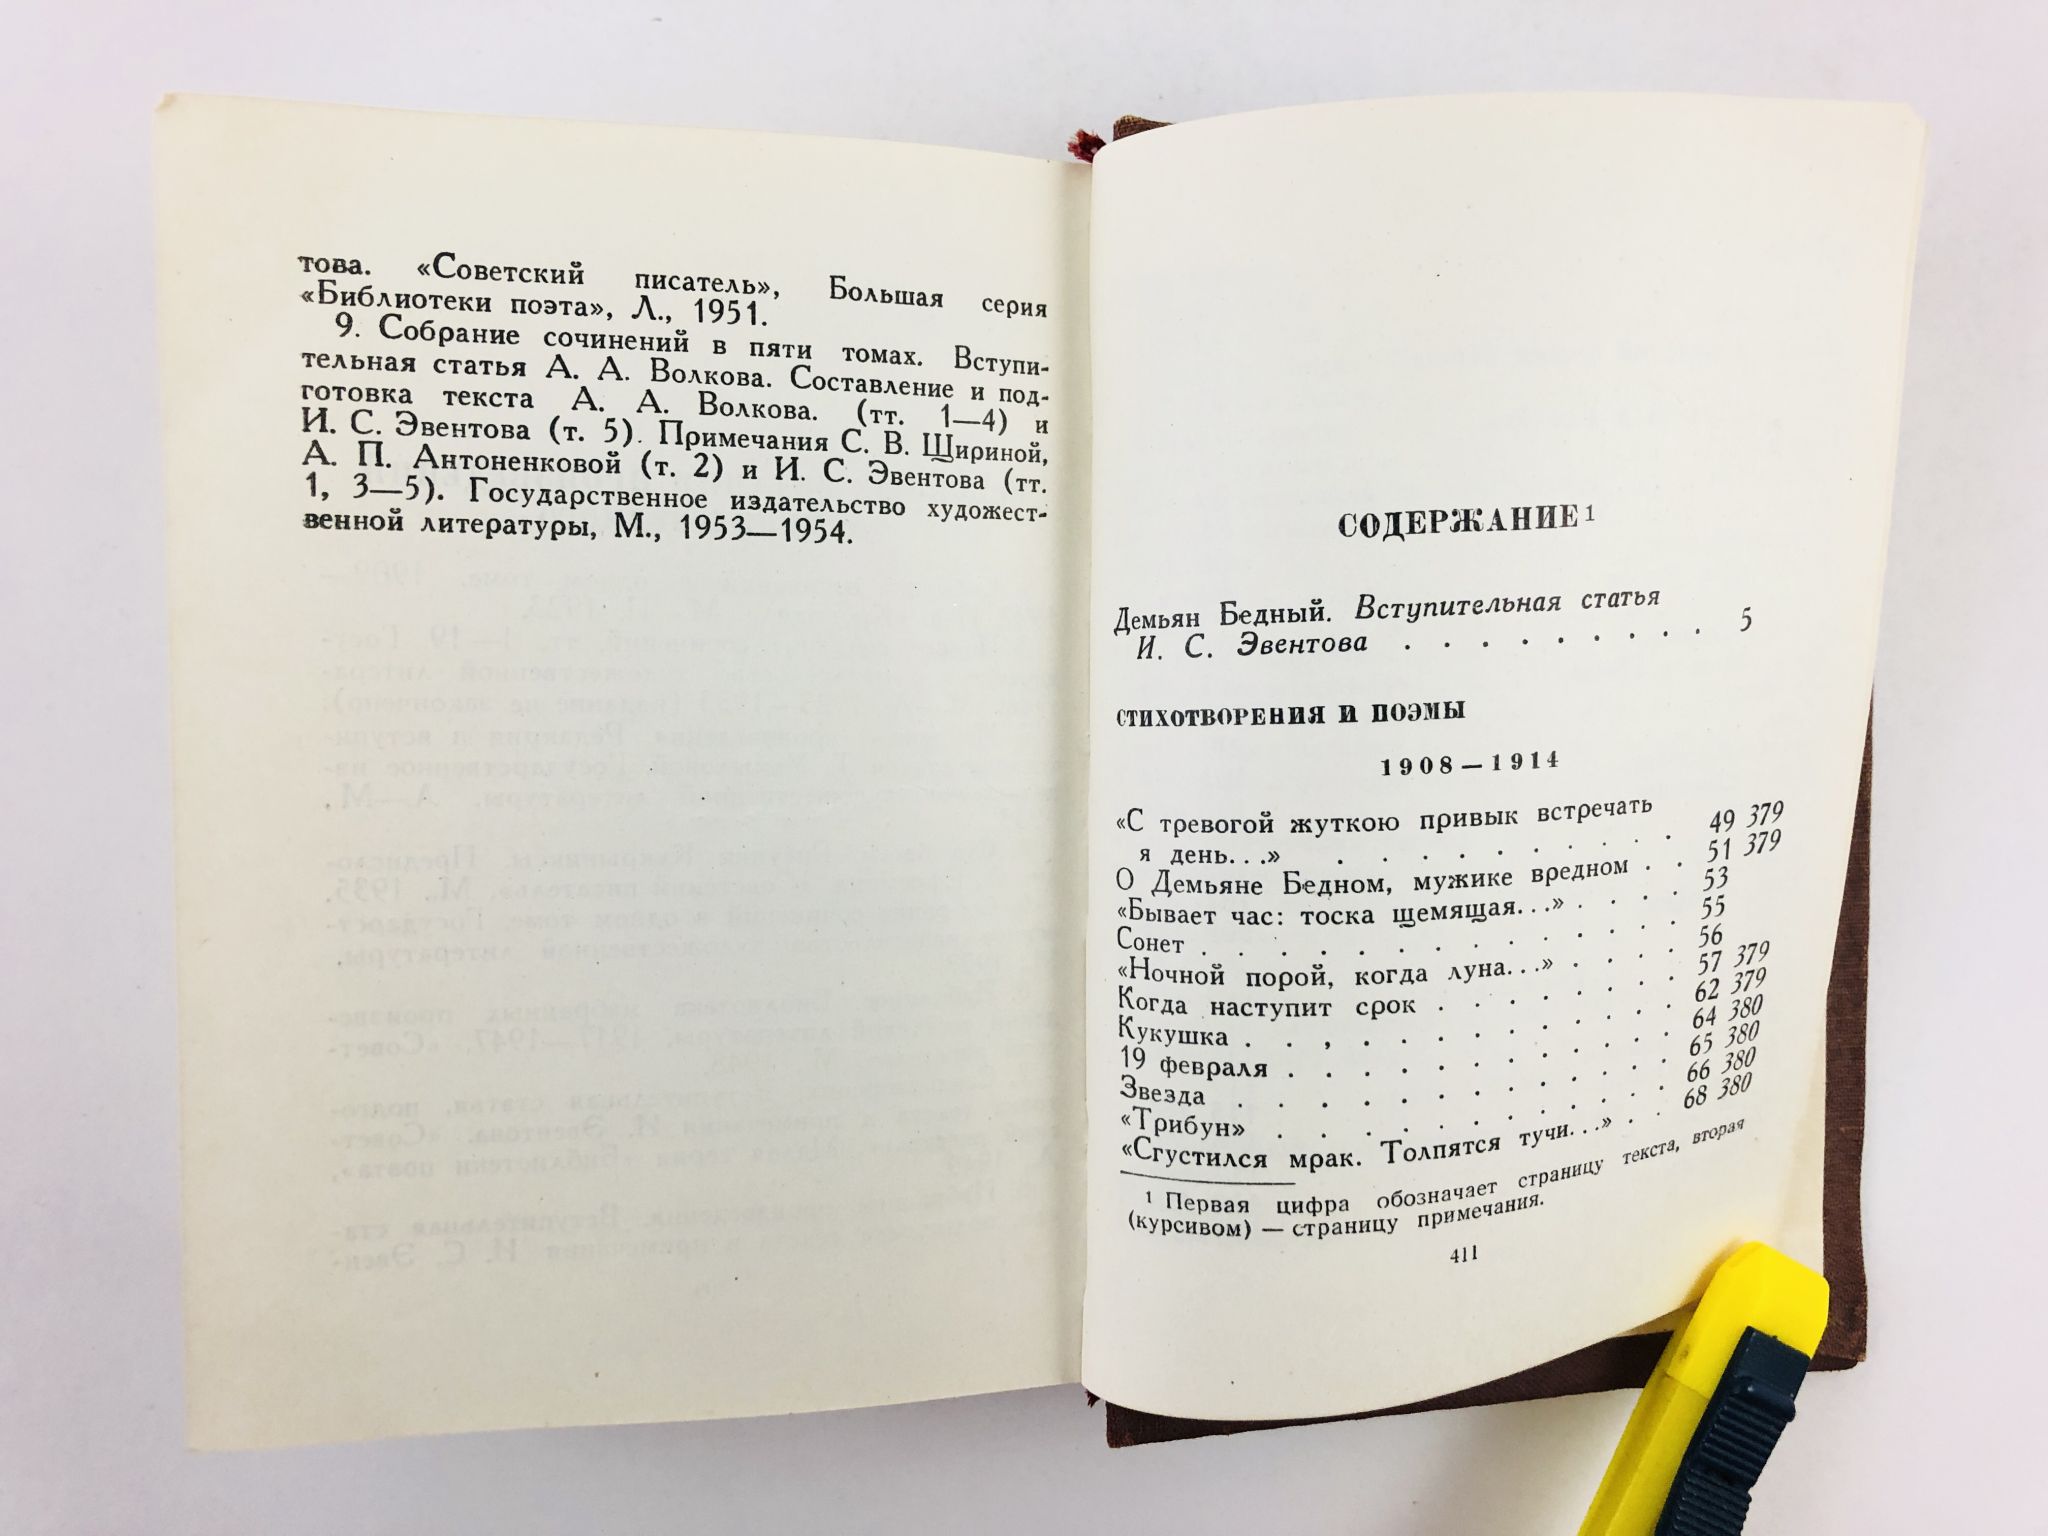 това. «Советский писатель», Большая серия
«Библиотеки поэта», Л., 1951.
9. Собрание сочинений в пяти томах. Вступи-
тельная статья А. А. Волкова. Составление и под-
готовка текста А. А. Волкова. (тт. 1—4) и
И. С. Эвентова (т. 5). Примечания С. В. Щириной,
А. П. Антоненковой (т. 2) и И. С. Эвентова (тт.
1, 3—5). Государственное издательство художест-
венной литературы, М., 1953—1954.
СОДЕРЖАНИЕ¹
Демьян Бедный. Вступительная статья
И. С. Эвентова . . . . . . . . . 5
СТИХОТВОРЕНИЯ И ПОЭМЫ
1908—1914
«С тревогой жуткою привык встречать
я день. . .» . . . . . . . . . . 49 379
О Демьяне Бедном, мужике вредном . . 51 379
«Бывает час: тоска щемящая. . .» . . . . 53
Сонет . . . . . . . . . . . . . 55
«Ночной порой, когда луна. . .» . . . . 56
Когда наступит срок . . . . . . . 57 379
Кукушка . . . . . . . . . . . . 62 379
19 февраля . . . . . . . . . . . 64 380
Звезда . . . . . . . . . . . . 65 380
«Трибун» . . . . . . . . . . . 66 380
«Сгустился мрак. Толпятся тучи. . .» . . 68 380
¹ Первая цифра обозначает страницу текста, вторая
(курсивом) — страницу примечания.
411